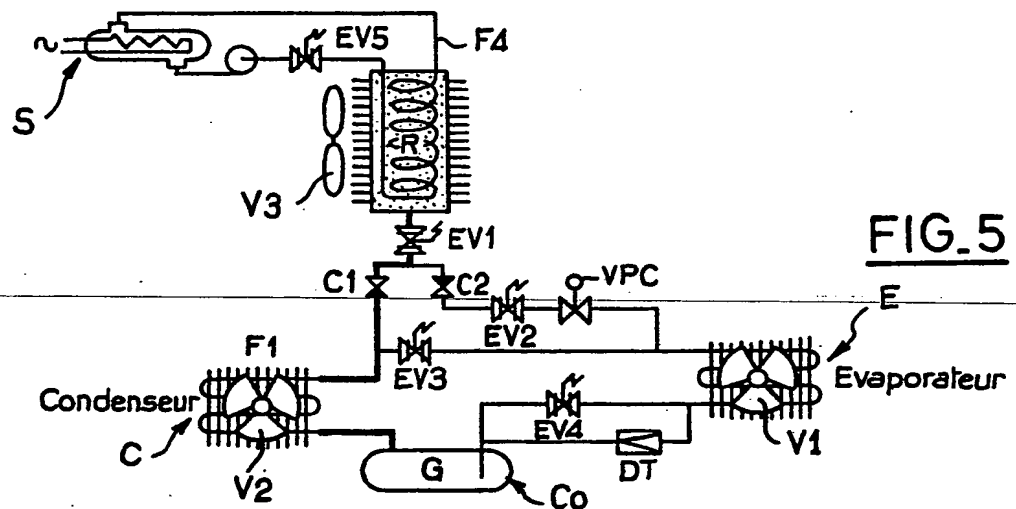 EV5
F4
S
R
V3
EV1
FIG_5
C1
C2
VPC
E
EV2
F1
EV3
Condenseur
Evaporateur
EV4
C
V1
V2
G
DT
Co